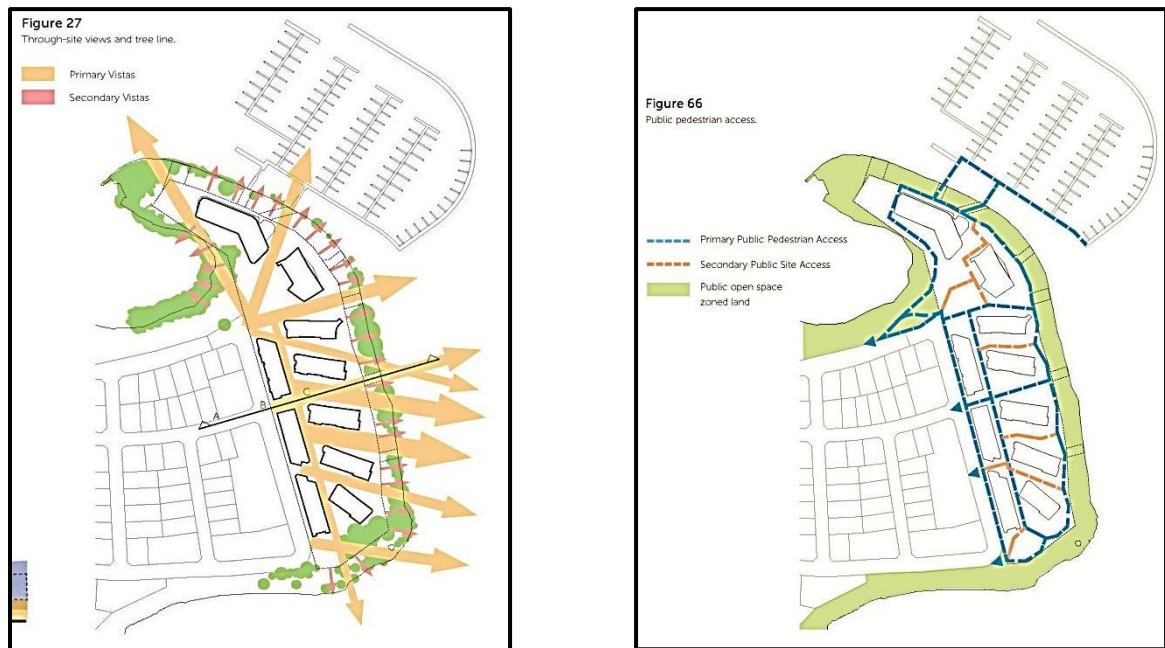 Figure 27
Through-site views and tree line.
Primary Vistas
Secondary Vistas
A
B
C
Figure 66
Public pedestrian access.
Primary Public Pedestrian Access
Secondary Public Site Access
Public open space
zoned land